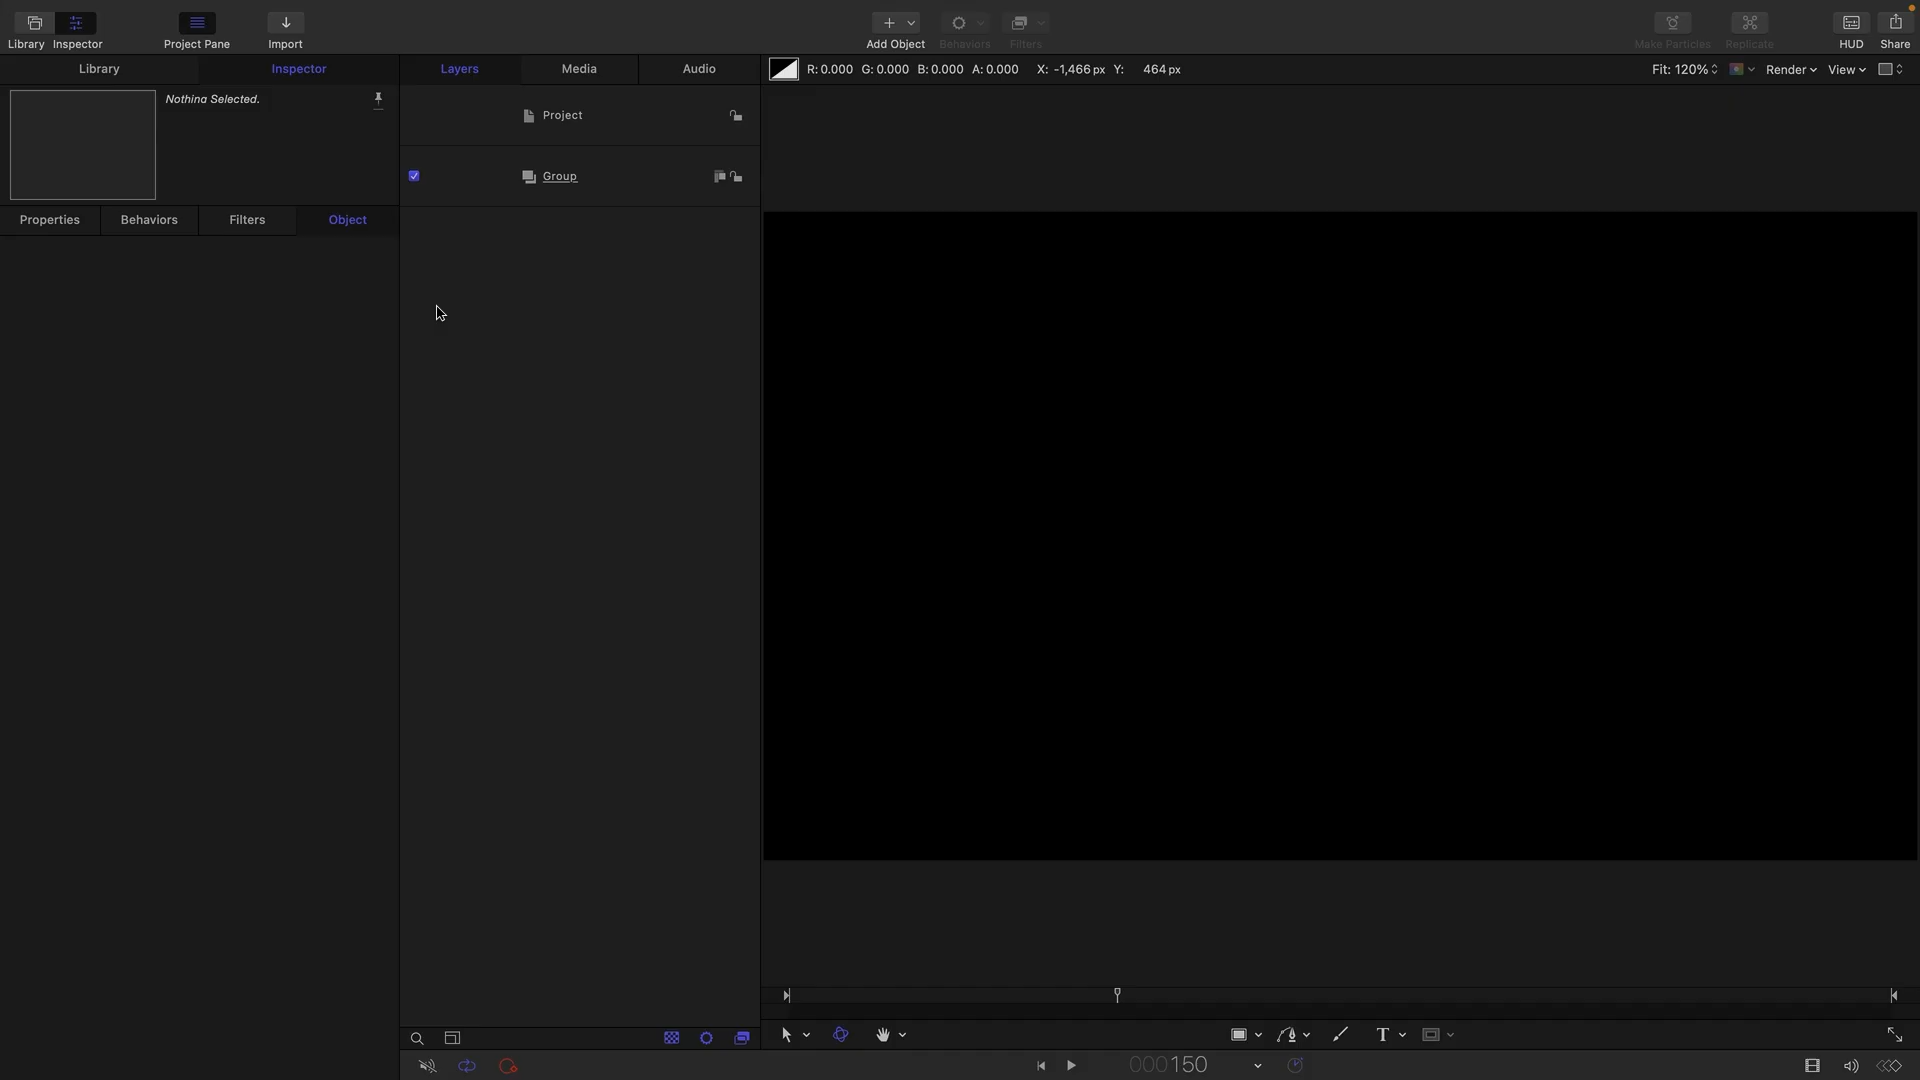 Library
Inspector
Project Pane
Import
Add Object
Behaviors
Filters
Make Particles
Replicate
HUD
Share
Library
Inspector
Layers
Media
Audio
R: 0.000 G: 0.000 B: 0.000 A: 0.000 X: -1,466 px Y: 464 px
Fit: 120%
Render
View
Nothing Selected.
Project
Group
Properties
Behaviors
Filters
Object
T
000150